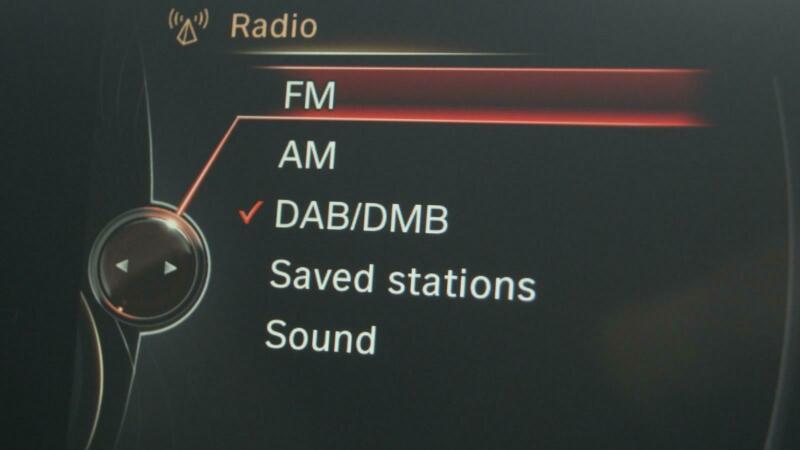 Radio
FM
AM
DAB/DMB
Saved stations
Sound